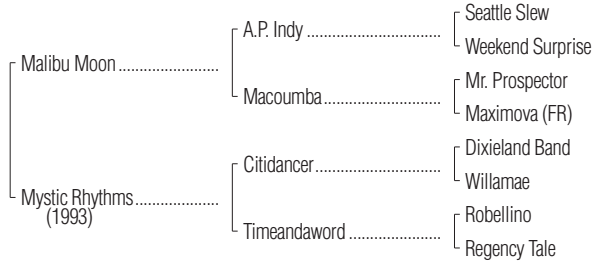 Seattle Slew
A.P. Indy
Weekend Surprise
Malibu Moon
Mr. Prospector
Macoumba
Maximova (FR)
Dixieland Band
Citidancer
Willamae
Mystic Rhythms
(1993)
Robellino
Timeandaword
Regency Tale